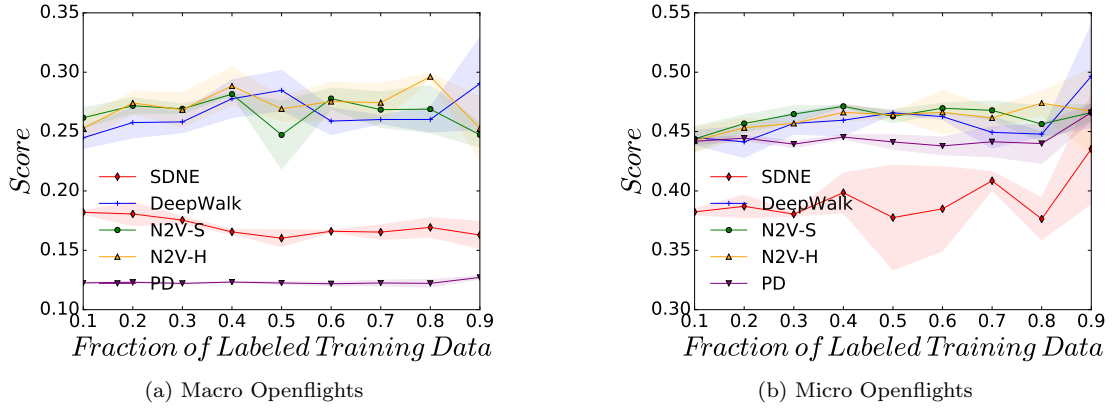 0.35
0.30
0.25
0.20
0.15
0.10
Score
SDNE
DeepWalk
N2V-S
N2V-H
PD
0.1 0.2 0.3 0.4 0.5 0.6 0.7 0.8 0.9
Fraction of Labeled Training Data
(a) Macro Openflights
0.55
0.50
0.45
0.40
0.35
0.30
Score
SDNE
DeepWalk
N2V-S
N2V-H
PD
0.1 0.2 0.3 0.4 0.5 0.6 0.7 0.8 0.9
Fraction of Labeled Training Data
(b) Micro Openflights